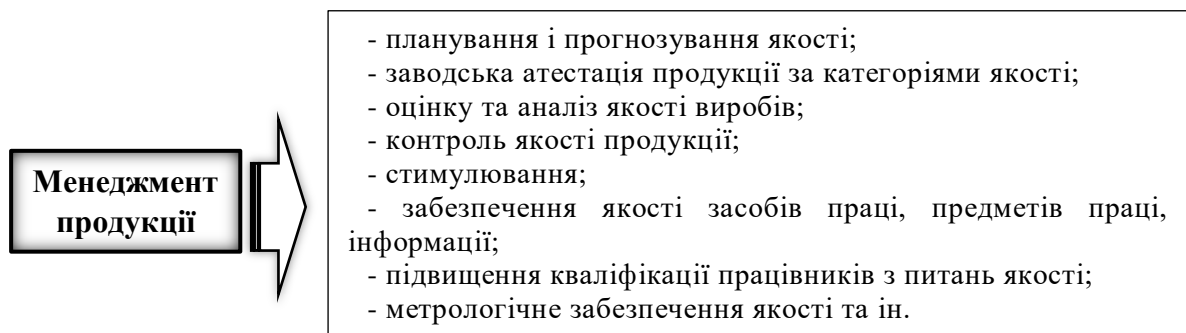 Менеджмент
продукції
- планування і прогнозування якості;
- заводська атестація продукції за категоріями якості;
- оцінку та аналіз якості виробів;
- контроль якості продукції;
- стимулювання;
- забезпечення якості засобів праці, предметів праці,
інформації;
- підвищення кваліфікації працівників з питань якості;
- метрологічне забезпечення якості та ін.